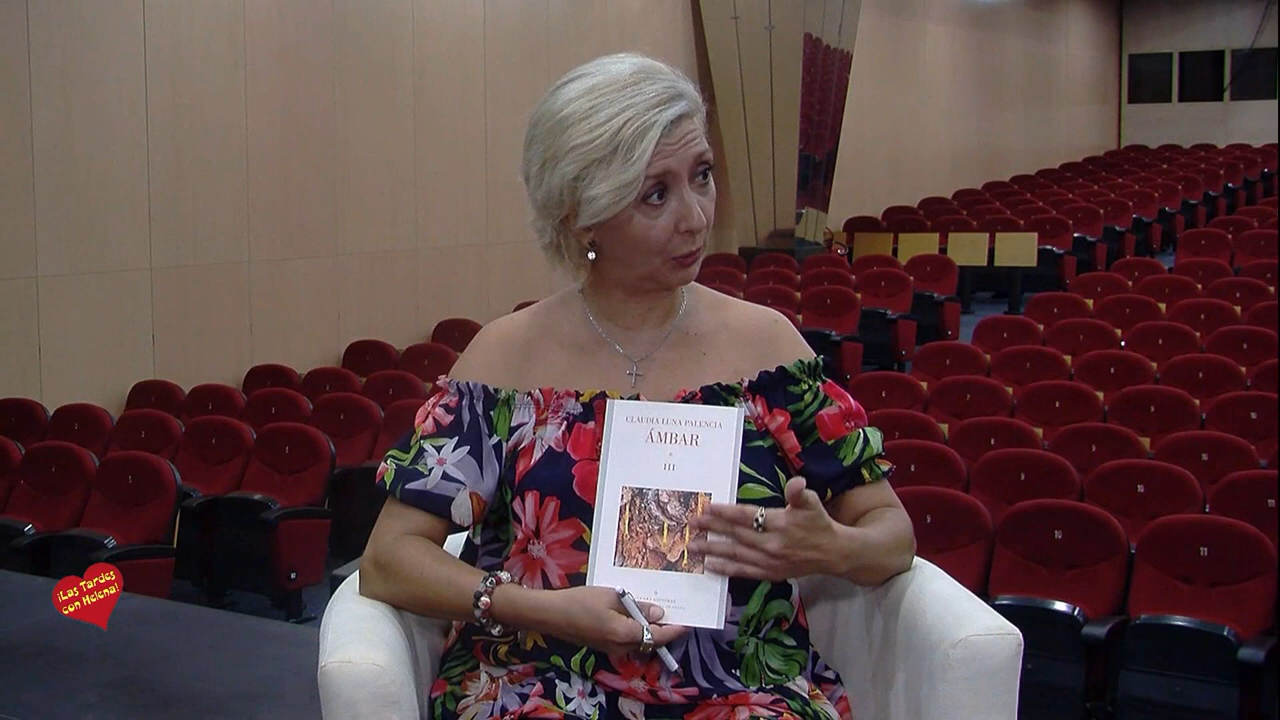 CLAUDIA LUNA PALENCIA
ÁMBAR
III
¡Las Tardes
con Helena!